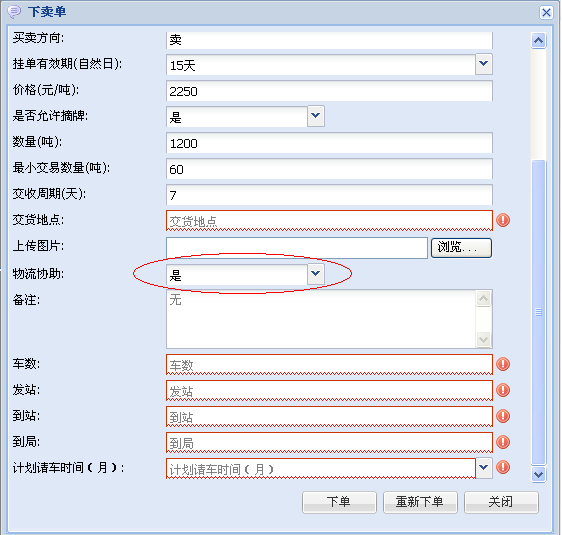 下卖单
买卖方向: 卖
挂单有效期(自然日): 15天
价格(元/吨): 2250
是否允许摘牌: 是
数量(吨): 1200
最小交易数量(吨): 60
交收周期(天): 7
交货地点: 交货地点
上传图片: 浏览...
物流协助: 是
备注: 无
车数: 车数
发站: 发站
到站: 到站
到局: 到局
计划请车时间（月）: 计划请车时间（月）
下单 重新下单 关闭